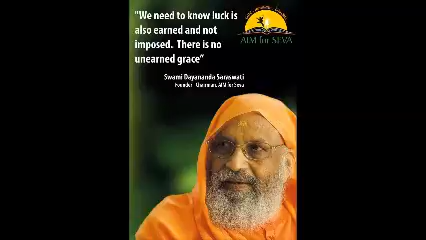 "We need to know luck is
also earned and not
imposed. There is no
unearned grace"
Swami Dayananda Saraswati
Founder Chairman, AIM for Seva
AIM for SEVA